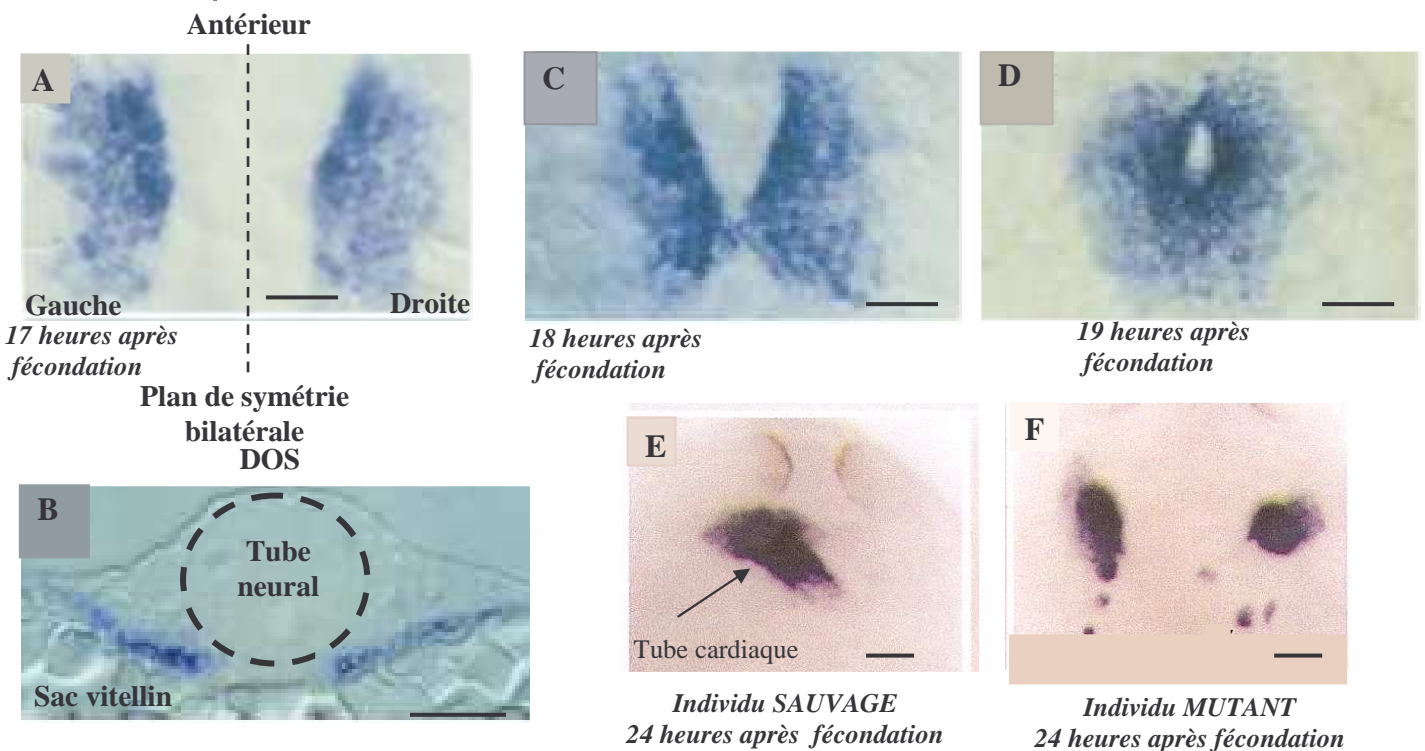 Antérieur
A
C
D
Gauche
Droite
17 heures après
fécondation
18 heures après
fécondation
19 heures après
fécondation
Plan de symétrie
bilatérale
DOS
B
Tube
neural
Sac vitellin
E
Tube cardiaque
F
Individu SAUVAGE
24 heures après fécondation
Individu MUTANT
24 heures après fécondation